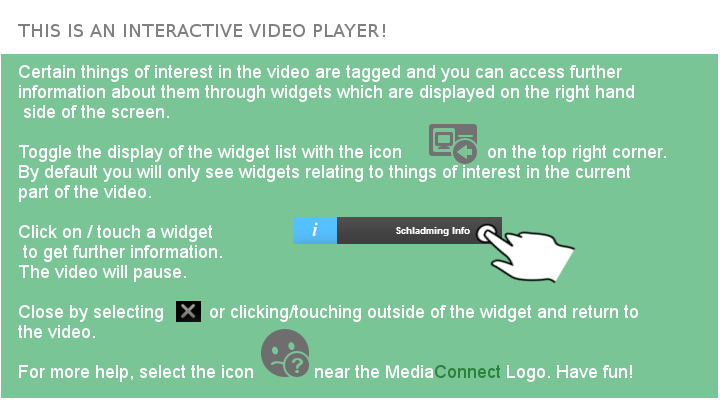 THIS IS AN INTERACTIVE VIDEO PLAYER!
Certain things of interest in the video are tagged and you can access further
information about them through widgets which are displayed on the right hand
side of the screen.
Toggle the display of the widget list with the icon on the top right corner.
By default you will only see widgets relating to things of interest in the current
part of the video.
Click on / touch a widget
i Schladming Info
to get further information.
The video will pause.
Close by selecting X or clicking/touching outside of the widget and return to
the video.
For more help, select the icon ? near the MediaConnect Logo. Have fun!